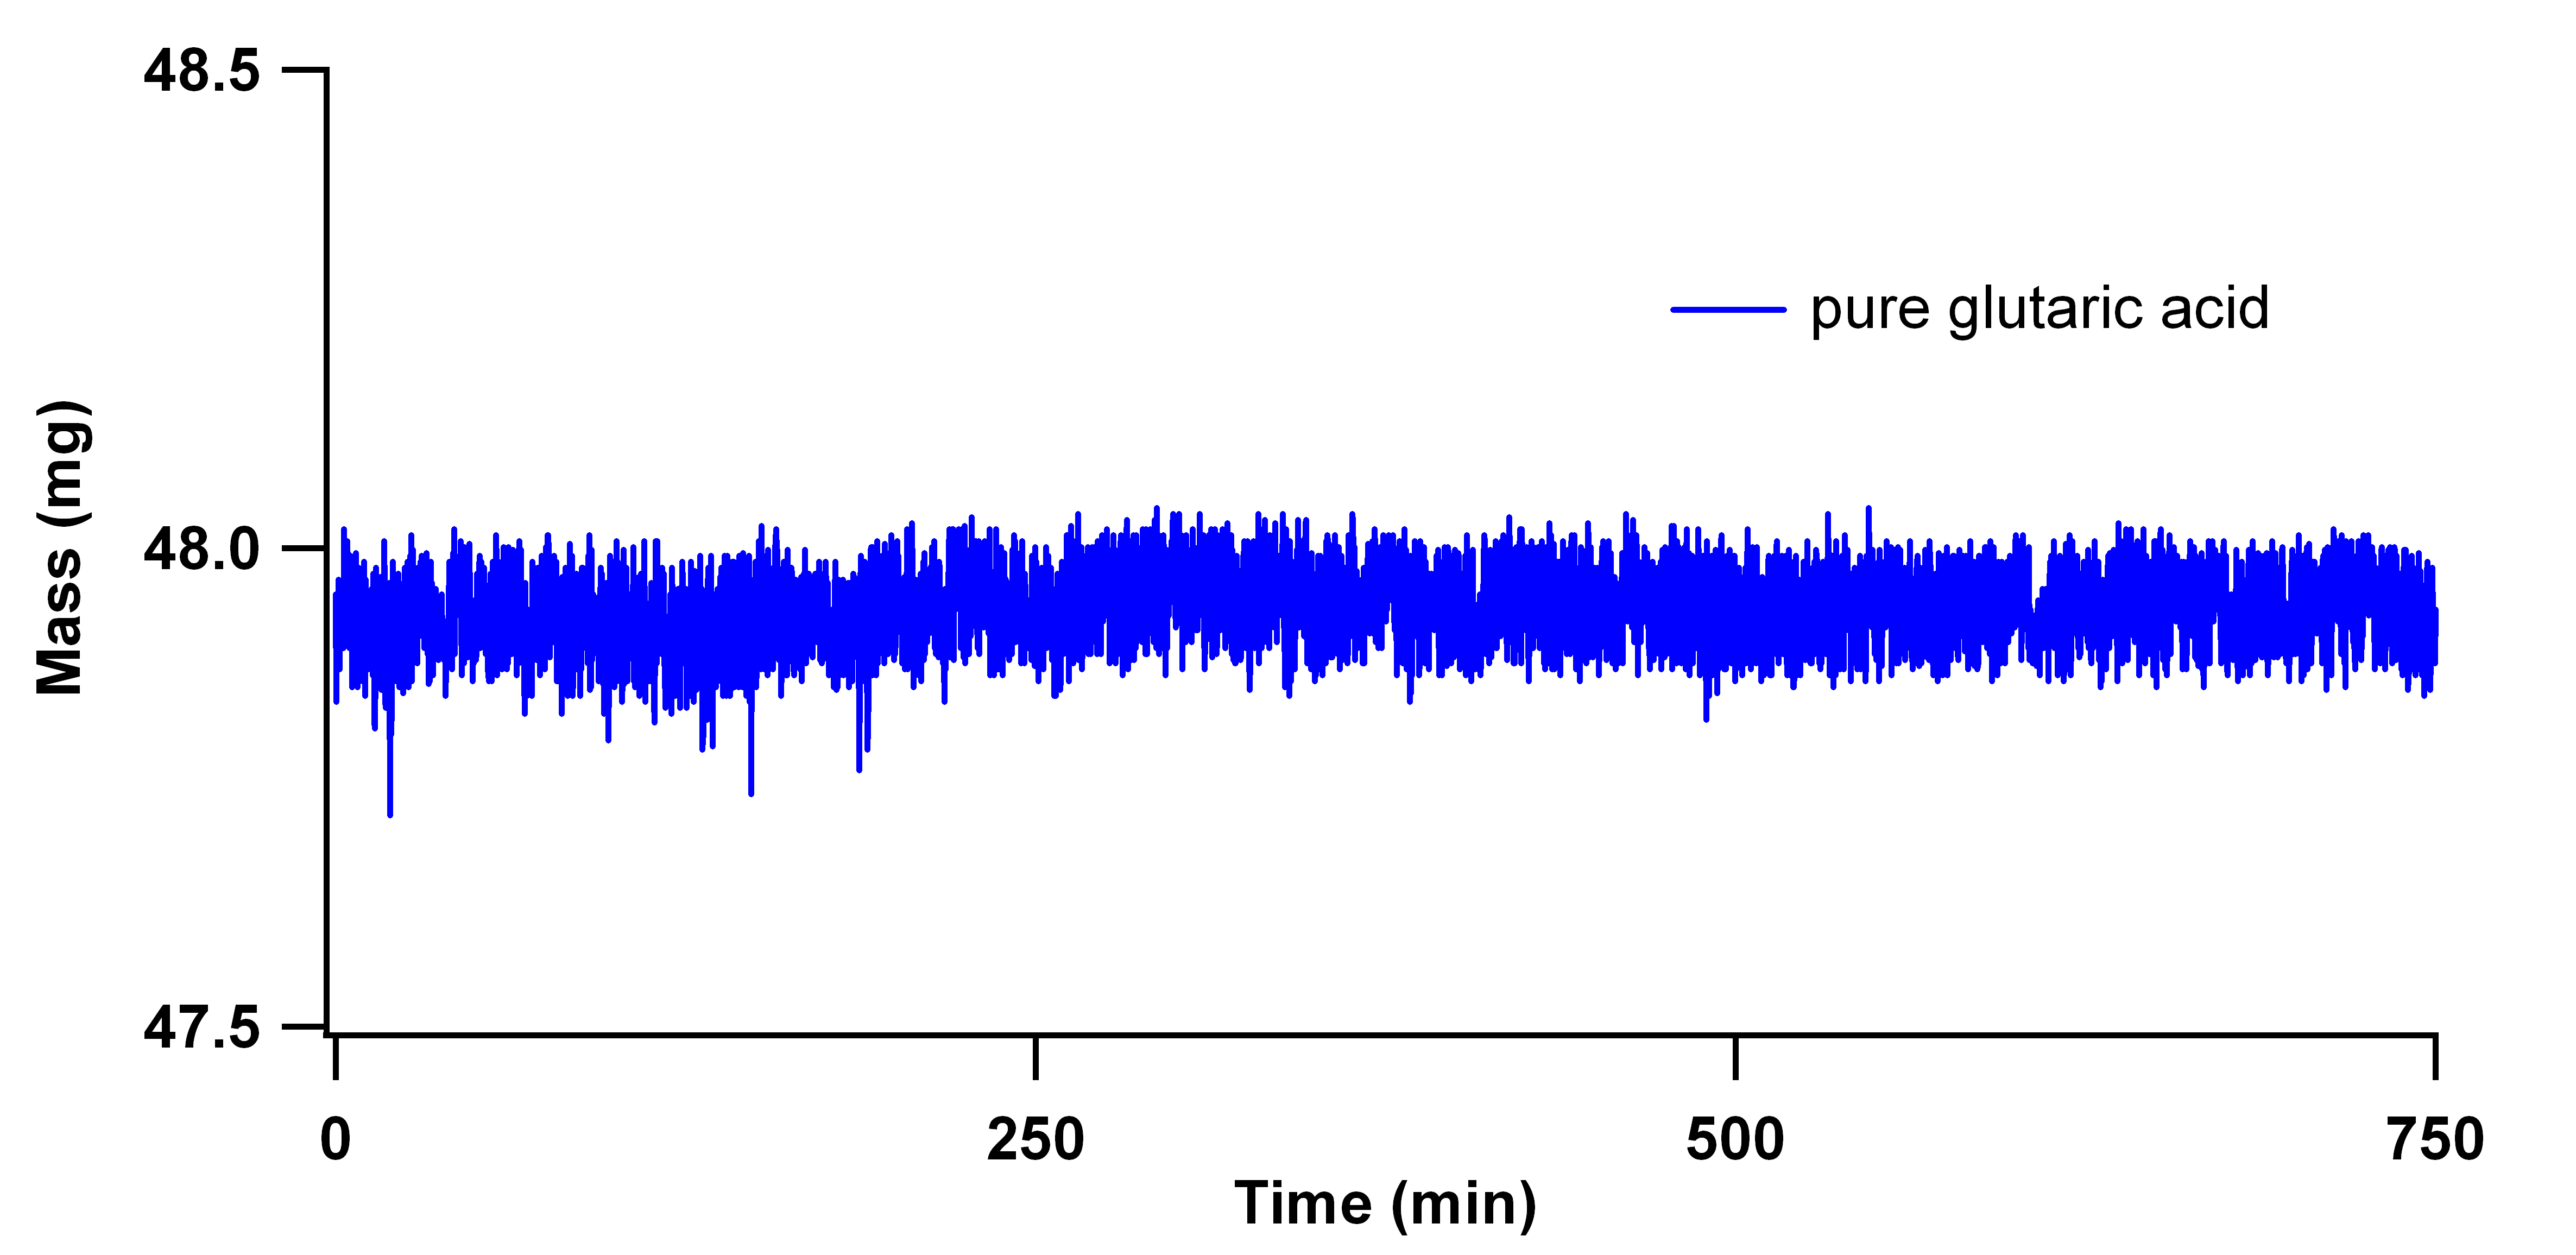 48.5
pure glutaric acid
48.0
Mass (mg)
47.5
0 250 500 750
Time (min)